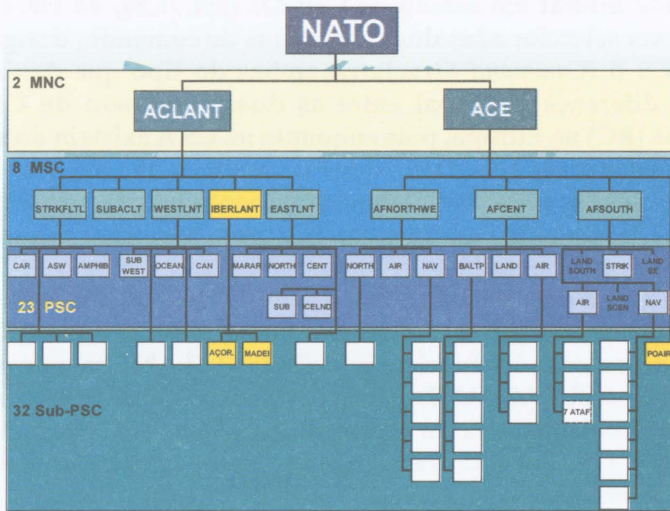 NATO
2 MNC
ACLANT
ACE
8 MSC
STRKFLTL
SUBACLT
WESTLNT
IBERLANT
EASTLNT
AFNORTHWE
AFCENT
AFSOUTH
CAR
ASW
AMPHIB
SUB
WEST
OCEAN
CAN
MARAR
NORTH
CENT
NORTH
AIR
NAV
BALTP
LAND
AIR
LAND
SOUTH
STRIK
LAND
SE
23 PSC
SUB
ICELND
AIR
LAND
SCEN
NAV
AÇOR.
MADEI
POAIR
32 Sub-PSC
7 ATAF